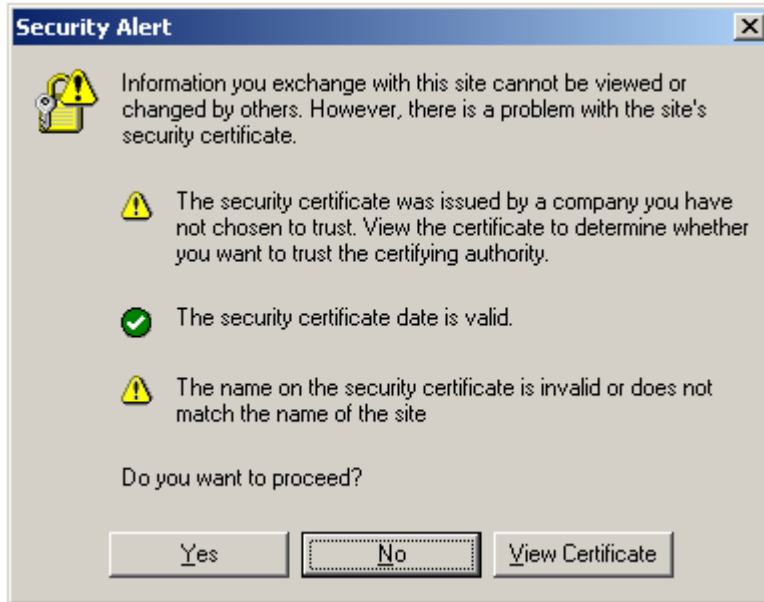 Security Alert
Information you exchange with this site cannot be viewed or
changed by others. However, there is a problem with the site's
security certificate.
The security certificate was issued by a company you have
not chosen to trust. View the certificate to determine whether
you want to trust the certifying authority.
The security certificate date is valid.
The name on the security certificate is invalid or does not
match the name of the site
Do you want to proceed?
Yes No View Certificate